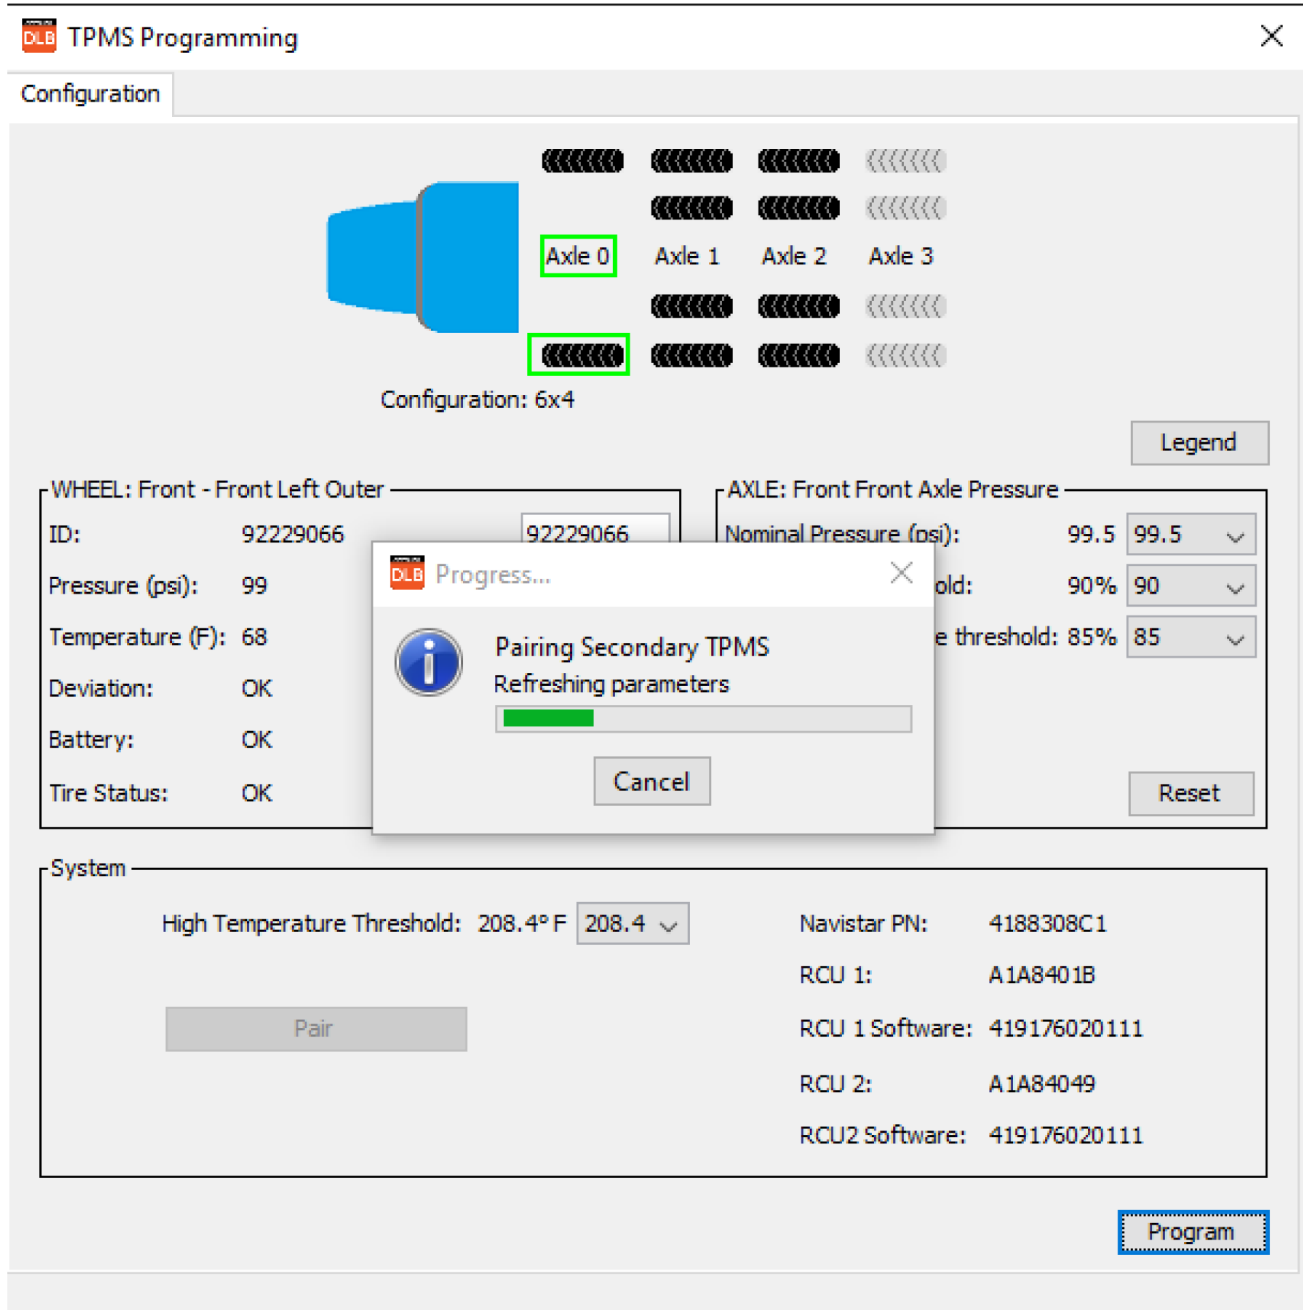 DLB TPMS Programming
Configuration
Axle 0 Axle 1 Axle 2 Axle 3
Configuration: 6x4
Legend
WHEEL: Front - Front Left Outer
ID: 92229066 92229066
Pressure (psi): 99
Temperature (F): 68
Deviation: OK
Battery: OK
Tire Status: OK
AXLE: Front Front Axle Pressure
Nominal Pressure (psi): 99.5 99.5
old: 90% 90
e threshold: 85% 85
Reset
DLB Progress...
Pairing Secondary TPMS
Refreshing parameters
Cancel
System
High Temperature Threshold: 208.4° F 208.4
Pair
Navistar PN: 4188308C1
RCU 1: A1A8401B
RCU 1 Software: 419176020111
RCU 2: A1A84049
RCU2 Software: 419176020111
Program